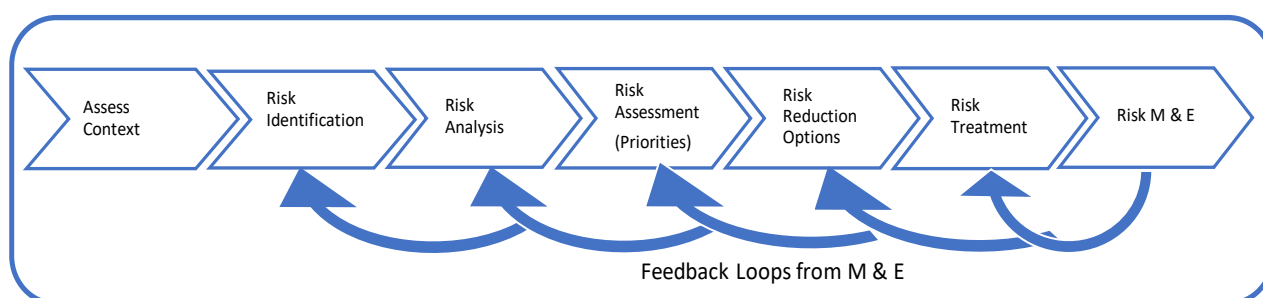 Assess
Context
Risk
Identification
Risk
Analysis
Risk
Assessment
(Priorities)
Risk
Reduction
Options
Risk
Treatment
Risk M & E
Feedback Loops from M & E